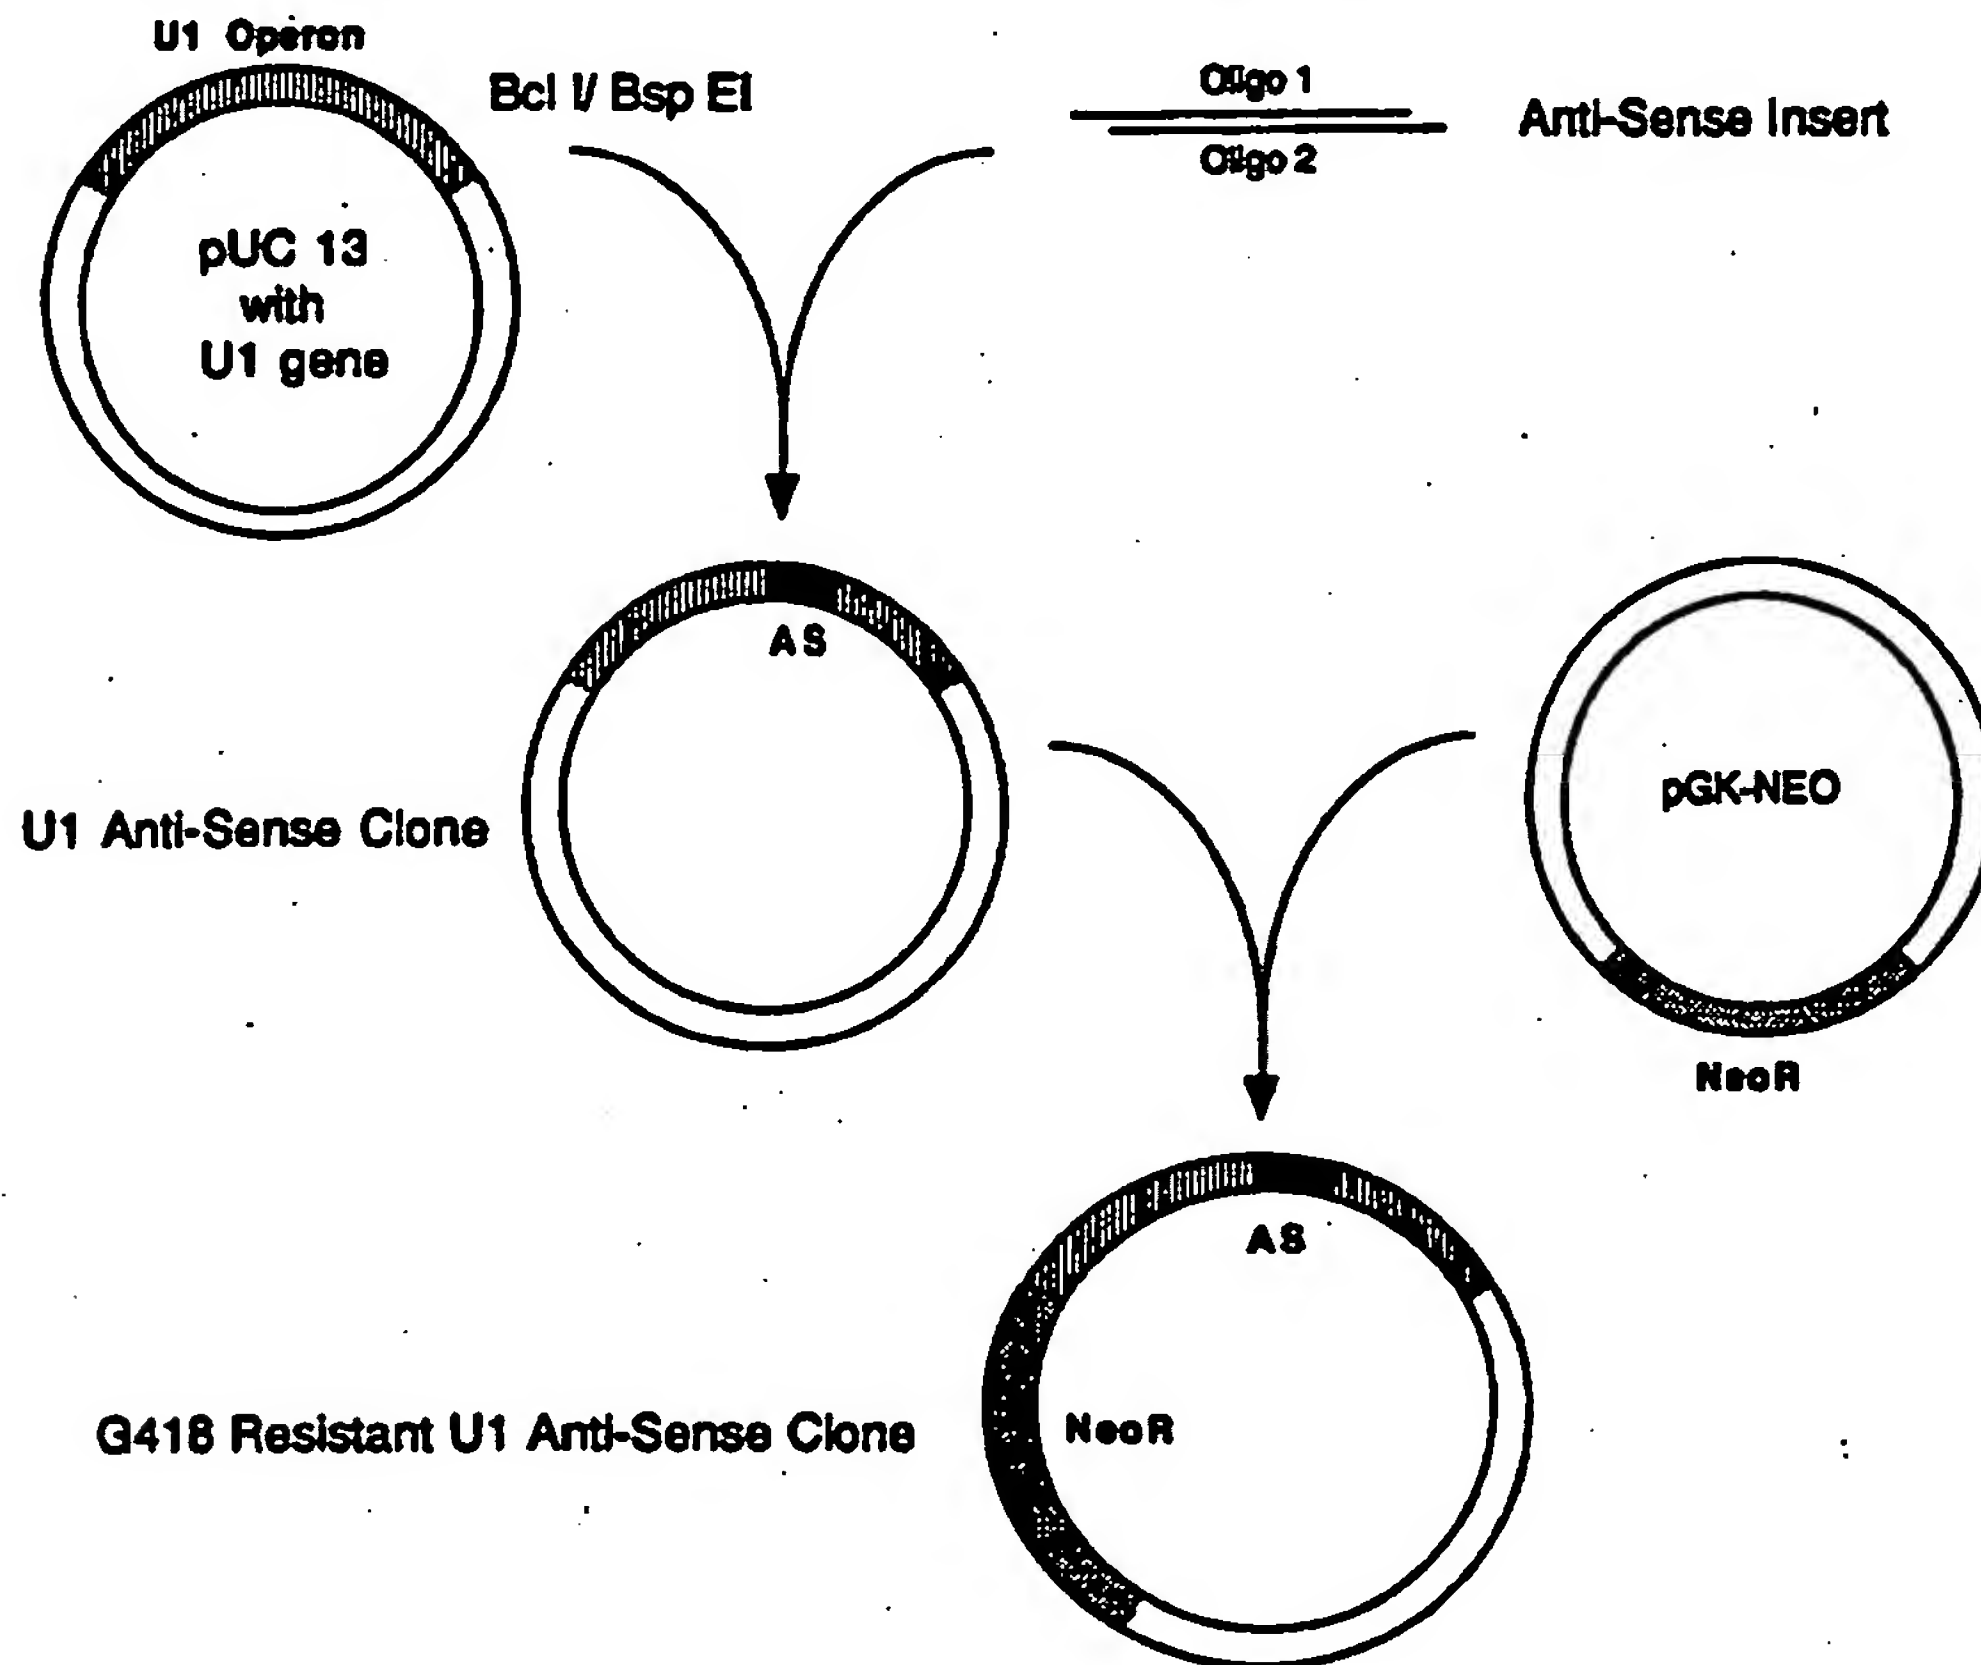 U1 Operon
Bcl I/ Bsp EI
Oligo 1
Oligo 2
Anti-Sense Insert
pUC 13
with
U1 gene
AS
U1 Anti-Sense Clone
pGK-NEO
NeoR
AS
NeoR
G418 Resistant U1 Anti-Sense Clone